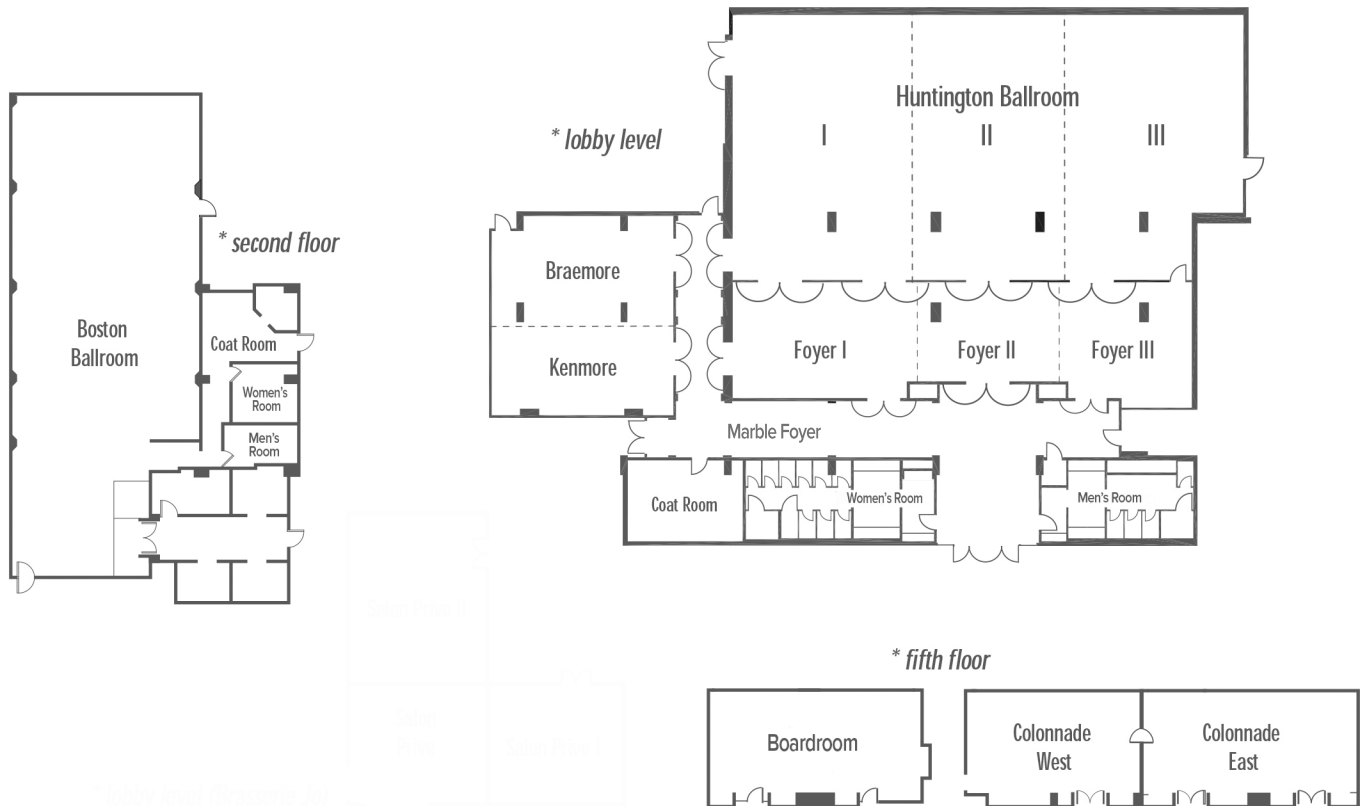 Huntington Ballroom
I
II
III
* lobby level
* second floor
Braemore
Kenmore
Boston
Ballroom
Coat Room
Women's
Room
Men's
Room
Foyer I
Foyer II
Foyer III
Marble Foyer
Coat Room
Women's Room
Men's Room
* fifth floor
Boardroom
Colonnade
West
Colonnade
East